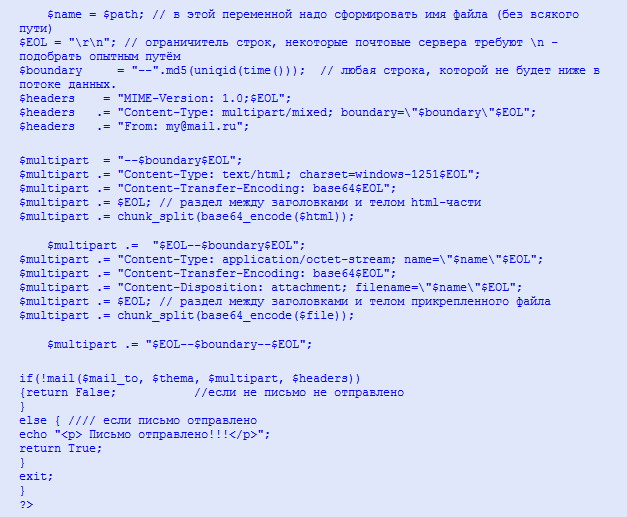 $name = $path; // в этой переменной надо сформировать имя файла (без всякого
пути)
$EOL = "\r\n"; // ограничитель строк, некоторые почтовые сервера требуют \n -
подобрать опытным путём
$boundary     = "--".md5(uniqid(time()));  // любая строка, которой не будет ниже в
потоке данных.
$headers    = "MIME-Version: 1.0;$EOL";
$headers   .= "Content-Type: multipart/mixed; boundary=\"$boundary\"$EOL";
$headers   .= "From: my@mail.ru";
$multipart  = "--$boundary$EOL";
$multipart .= "Content-Type: text/html; charset=windows-1251$EOL";
$multipart .= "Content-Transfer-Encoding: base64$EOL";
$multipart .= $EOL; // раздел между заголовками и телом html-части
$multipart .= chunk_split(base64_encode($html));
$multipart .=  "$EOL--$boundary$EOL";
$multipart .= "Content-Type: application/octet-stream; name=\"$name\"$EOL";
$multipart .= "Content-Transfer-Encoding: base64$EOL";
$multipart .= "Content-Disposition: attachment; filename=\"$name\"$EOL";
$multipart .= $EOL; // раздел между заголовками и телом прикрепленного файла
$multipart .= chunk_split(base64_encode($file));
$multipart .= "$EOL--$boundary--$EOL";
if(!mail($mail_to, $thema, $multipart, $headers))
{return False;           //если не письмо не отправлено
}
else { //// если письмо отправлено
echo "<p> Письмо отправлено!!!</p>";
return True;
}
exit;
}
?>